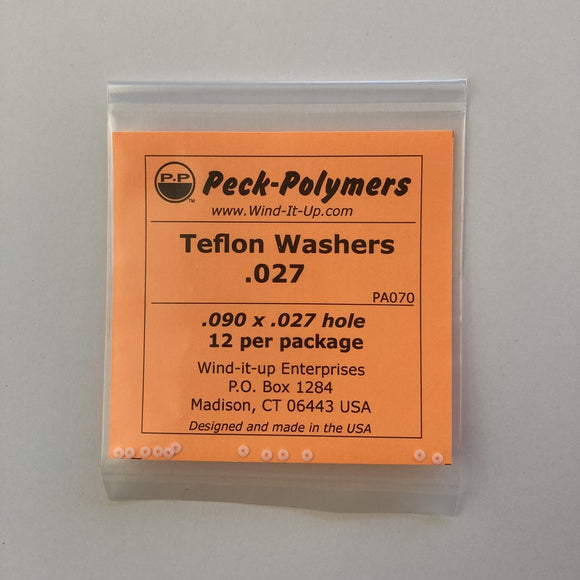 P.P
TM
Peck-Polymers
www.Wind-It-Up.com
Teflon Washers
.027
PA070
.090 x .027 hole
12 per package
Wind-it-up Enterprises
P.O. Box 1284
Madison, CT 06443 USA
Designed and made in the USA